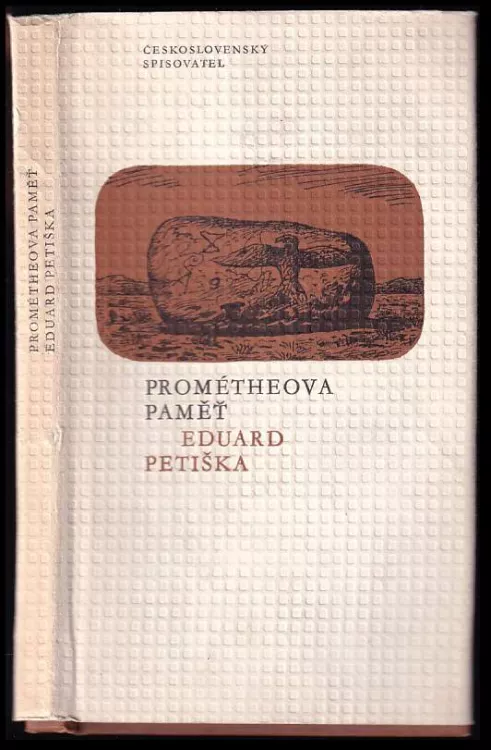 ČESKOSLOVENSKÝ
SPISOVATEL
PROMÉTHEOVA
PAMĚŤ
EDUARD
PETIŠKA
PROMÉTHEOVA PAMĚŤ
EDUARD PETIŠKA